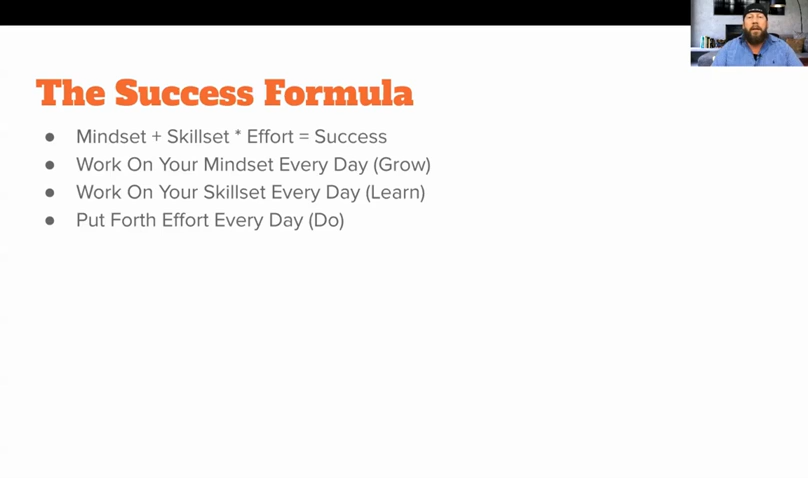 The Success Formula
● Mindset + Skillset * Effort = Success
● Work On Your Mindset Every Day (Grow)
● Work On Your Skillset Every Day (Learn)
● Put Forth Effort Every Day (Do)